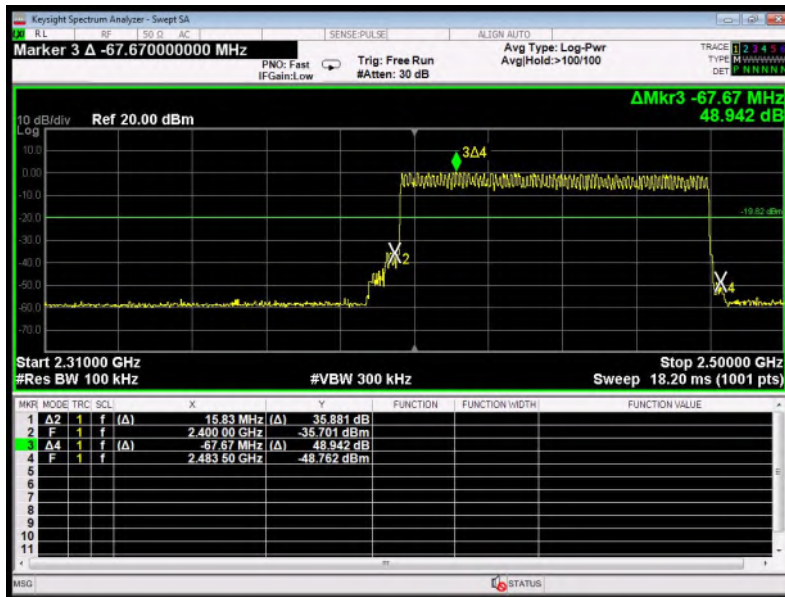 Keysight Spectrum Analyzer - Swept SA
RL RF 50 Ω AC SENSE:PULSE ALIGN AUTO
Marker 3 Δ -67.670000000 MHz
PNO: Fast
IFGain:Low
Trig: Free Run
#Atten: 30 dB
Avg Type: Log-Pwr
Avg|Hold:>100/100
TRACE 1 2 3 4 5 6
TYPE M WWWWW
DET P N N N N N
ΔMkr3 -67.67 MHz
48.942 dB
10 dB/div Ref 20.00 dBm
Log
10.0
3Δ4
0.00
-10.0
-20.0
-19.82 dBm
-30.0
-40.0
2
-50.0
4
-60.0
-70.0
Start 2.31000 GHz Stop 2.50000 GHz
#Res BW 100 kHz #VBW 300 kHz Sweep 18.20 ms (1001 pts)
MKR MODE TRC SCL X Y FUNCTION FUNCTION WIDTH FUNCTION VALUE
1 Δ2 1 f (Δ) 15.83 MHz (Δ) 35.881 dB
2 F 1 f 2.400 00 GHz -35.701 dBm
3 Δ4 1 f (Δ) -67.67 MHz (Δ) 48.942 dB
4 F 1 f 2.483 50 GHz -48.762 dBm
5
6
7
8
9
10
11
MSG STATUS